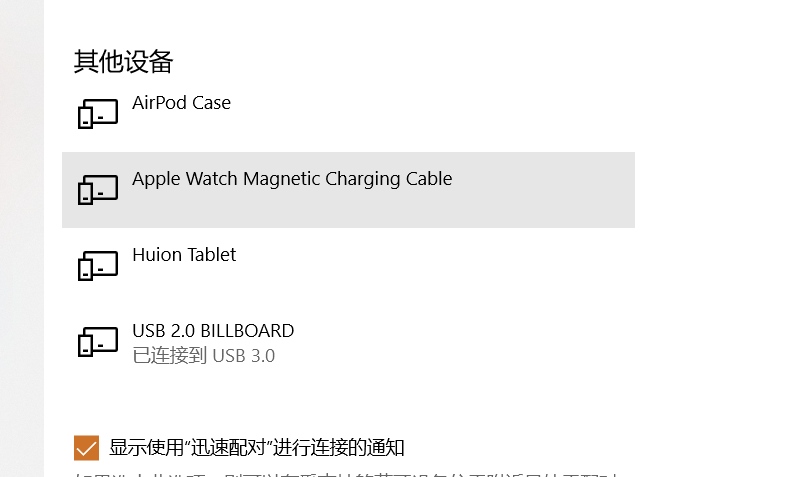 其他设备
AirPod Case
Apple Watch Magnetic Charging Cable
Huion Tablet
USB 2.0 BILLBOARD
已连接到 USB 3.0
显示使用“迅速配对”进行连接的通知